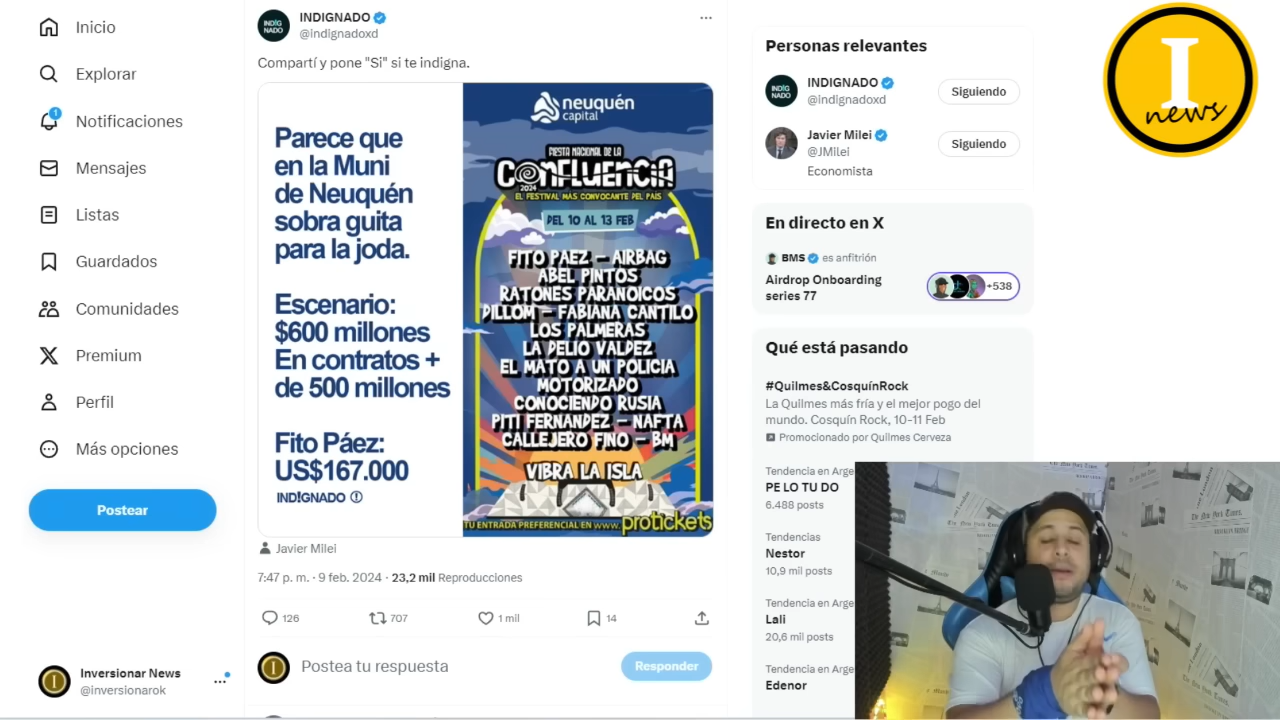 Inicio
Explorar
1
Notificaciones
Mensajes
Listas
Guardados
Comunidades
Premium
Perfil
Más opciones
Postear
Inversionar News
@inversionarok
INDIGNADO
@indignadoxd
Compartí y pone "Si" si te indigna.
Parece que
en la Muni
de Neuquén
sobra guita
para la joda.
Escenario:
$600 millones
En contratos +
de 500 millones
Fito Páez:
US$167.000
INDIGNADO
neuquén
capital
FIESTA NACIONAL DE LA
CONFLUENCIA
2024
EL FESTIVAL MÁS CONVOCANTE DEL PAÍS
DEL 10 AL 13 FEB
FITO PAEZ – AIRBAG
ABEL PINTOS
RATONES PARANOICOS
DILLOM – FABIANA CANTILO
LOS PALMERAS
LA DELIO VALDEZ
EL MATO A UN POLICIA
MOTORIZADO
CONOCIENDO RUSIA
PITI FERNANDEZ – NAFTA
CALLEJERO FINO – BM
VIBRA LA ISLA
TU ENTRADA PREFERENCIAL EN www.protickets
Javier Milei
7:47 p. m. · 9 feb. 2024 · 23,2 mil Reproducciones
126
707
1 mil
14
Postea tu respuesta
Responder
Personas relevantes
INDIGNADO
@indignadoxd
Siguiendo
Javier Milei
@JMilei
Siguiendo
Economista
En directo en X
BMS es anfitrión
Airdrop Onboarding
series 77
+538
Qué está pasando
#Quilmes&CosquínRock
La Quilmes más fría y el mejor pogo del
mundo. Cosquín Rock, 10-11 Feb
Promocionado por Quilmes Cerveza
Tendencia en Arge
PE LO TU DO
6.488 posts
Tendencias
Nestor
10,9 mil posts
Tendencia en Arge
Lali
20,6 mil posts
Tendencia en Arge
Edenor
I
news